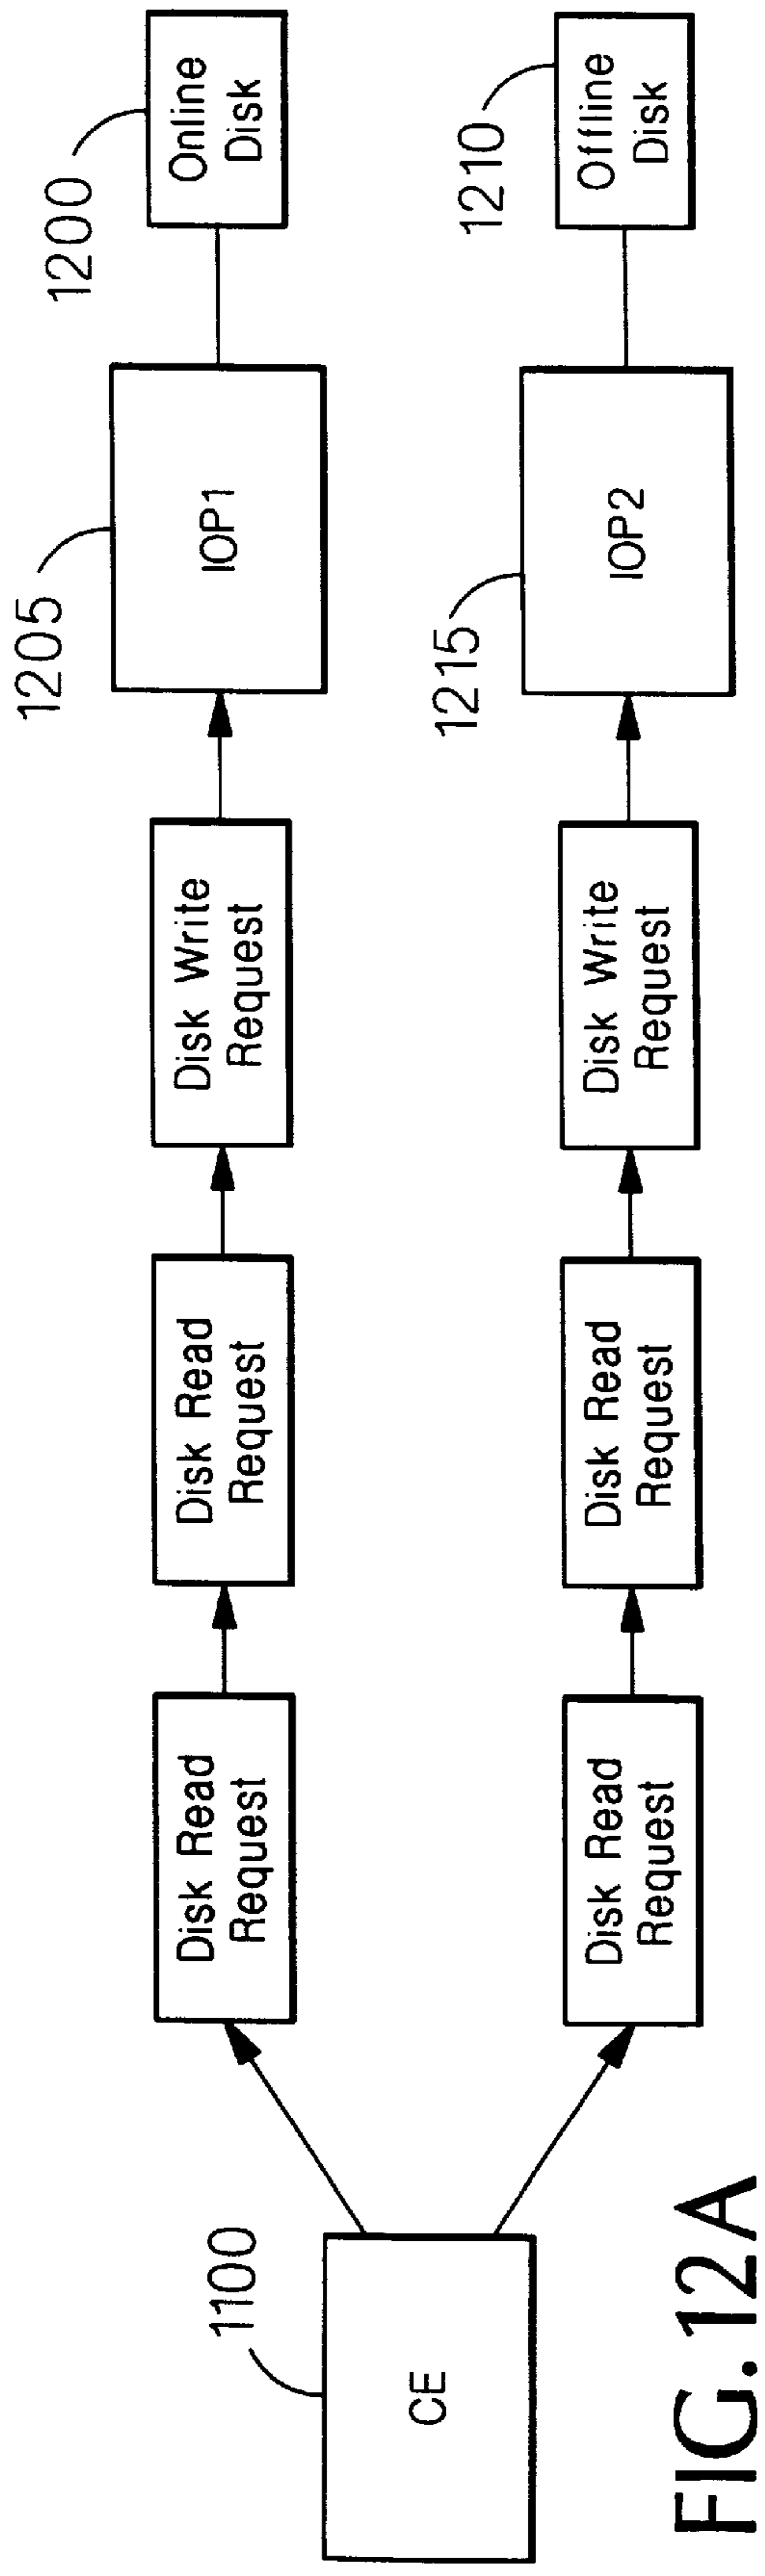 1100
CE
Disk Read
Request
Disk Read
Request
Disk Write
Request
1205
IOP1
1200
Online
Disk
Disk Read
Request
Disk Read
Request
Disk Write
Request
1215
IOP2
1210
Offline
Disk
FIG. 12A